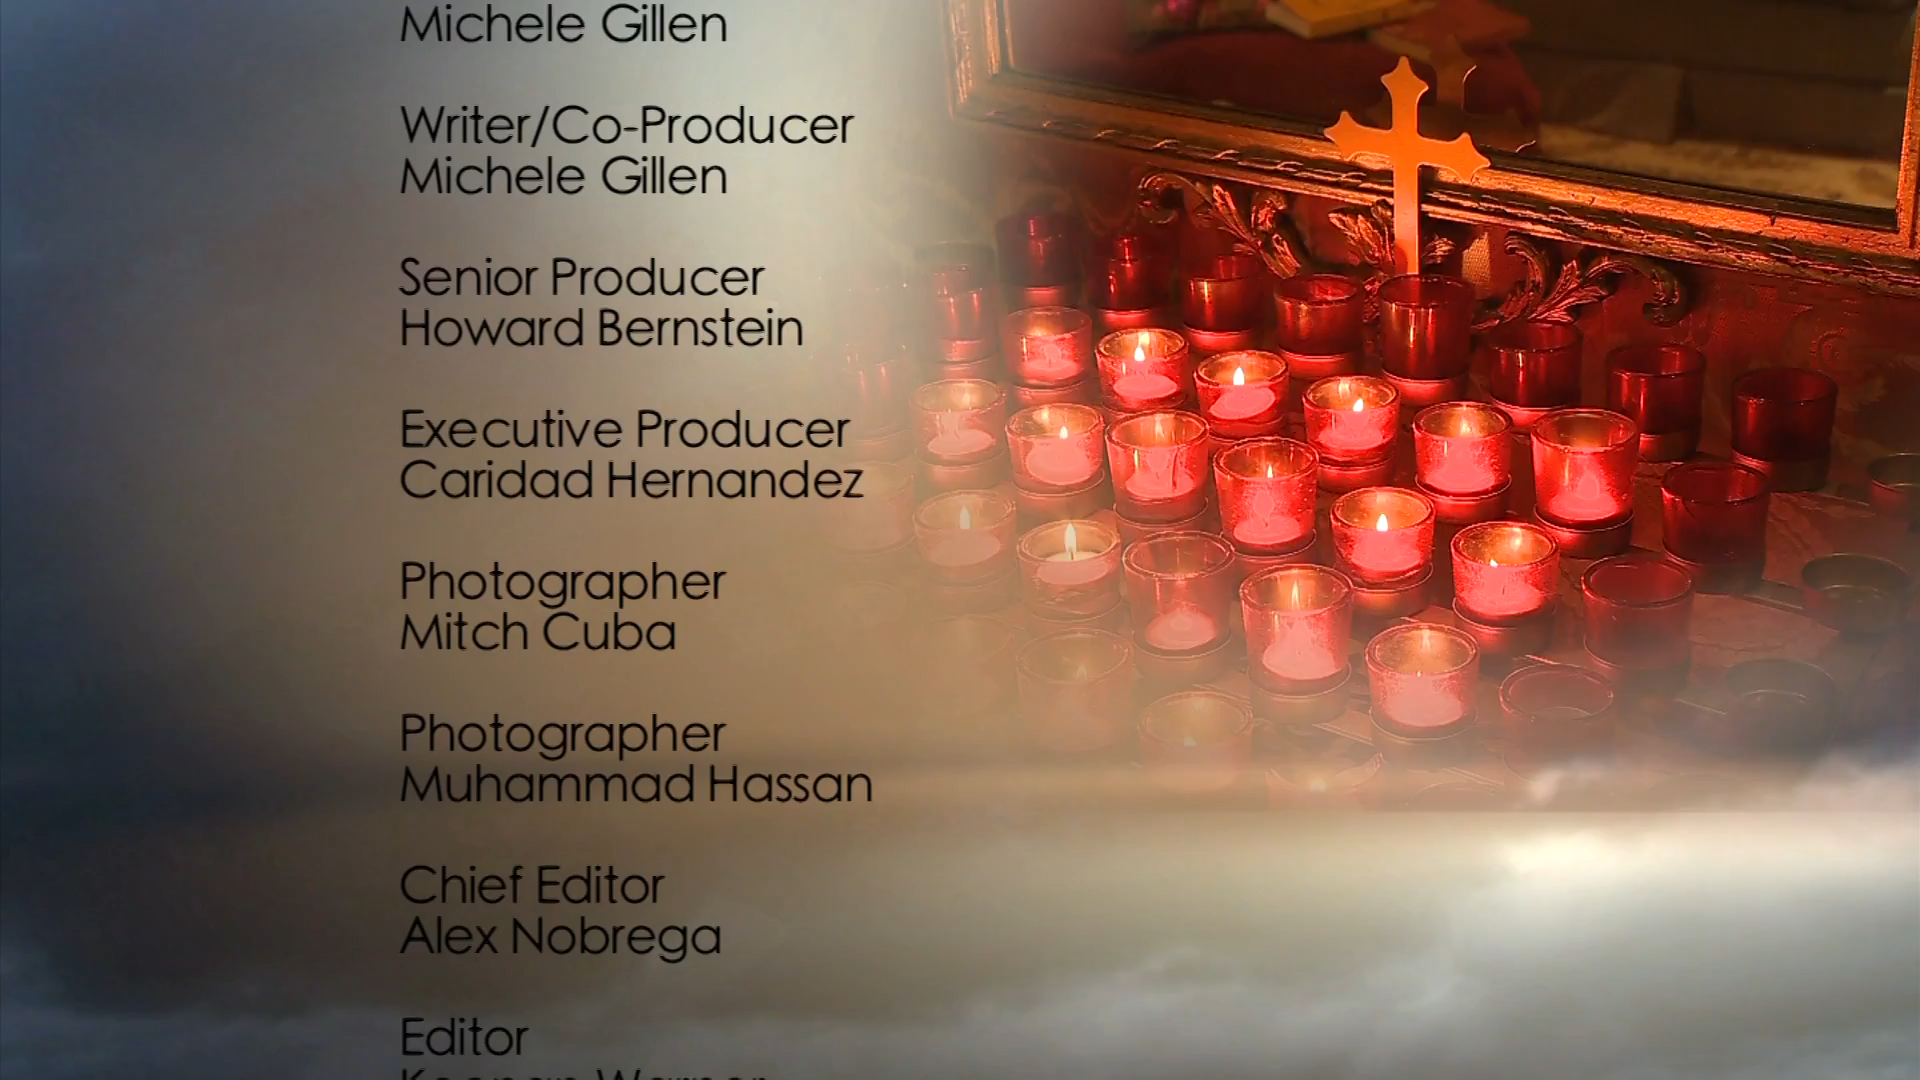 Michele Gillen
Writer/Co-Producer
Michele Gillen
Senior Producer
Howard Bernstein
Executive Producer
Caridad Hernandez
Photographer
Mitch Cuba
Photographer
Muhammad Hassan
Chief Editor
Alex Nobrega
Editor